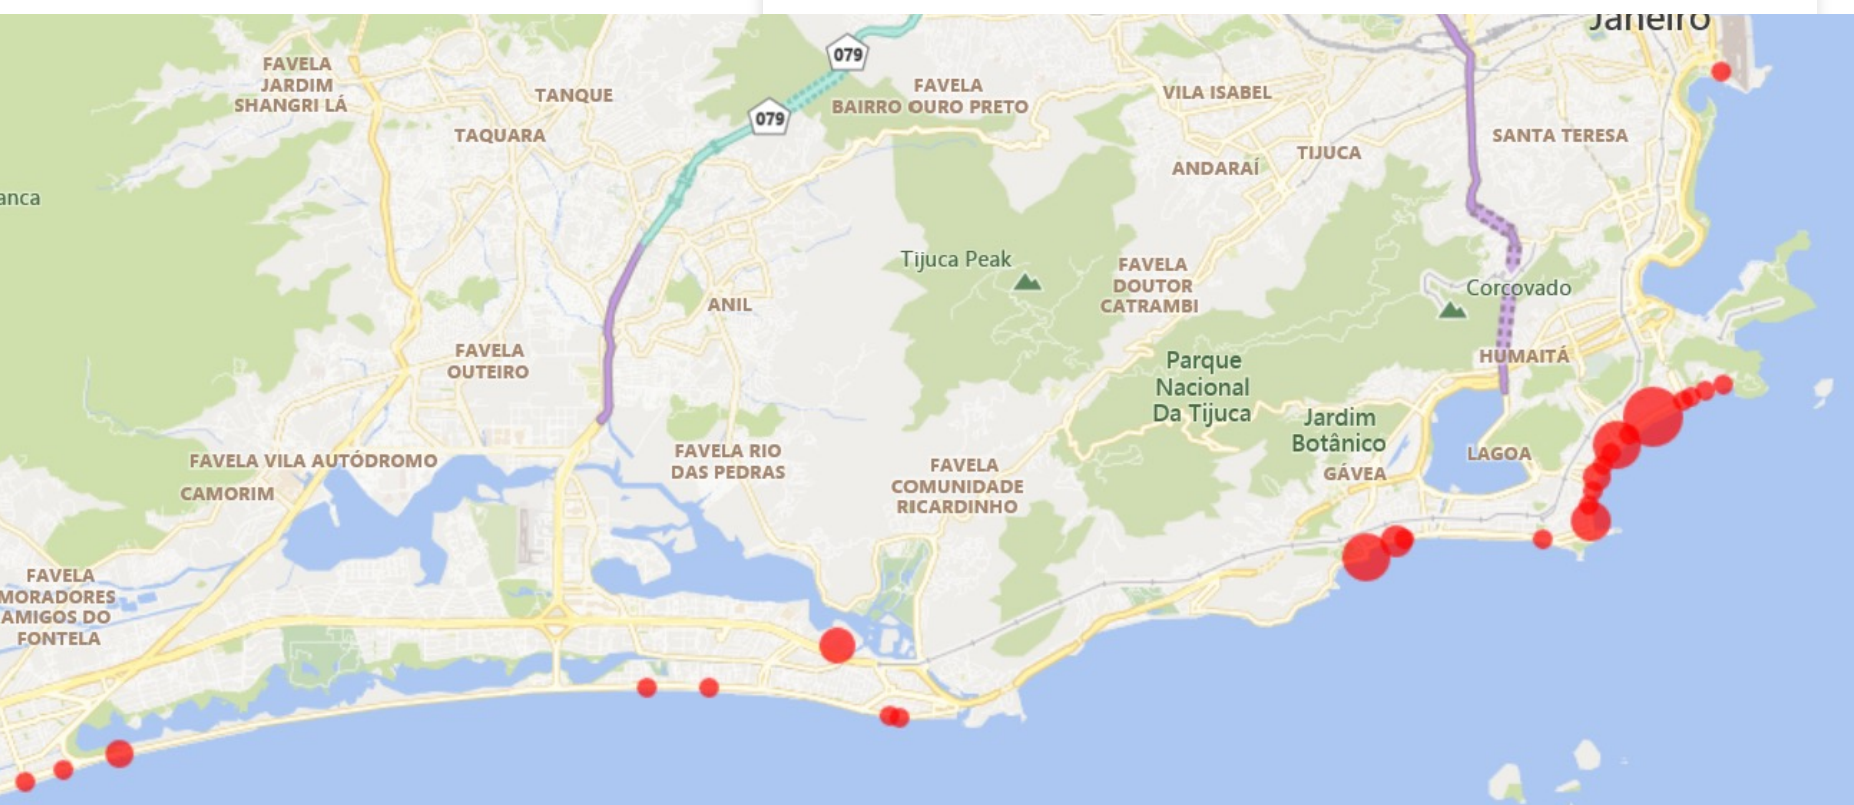 Janeiro
079
FAVELA
JARDIM
SHANGRI LÁ
TANQUE
FAVELA
BAIRRO OURO PRETO
VILA ISABEL
079
TAQUARA
SANTA TERESA
TIJUCA
ANDARAÍ
anca
Tijuca Peak
FAVELA
DOUTOR
CATRAMBI
Corcovado
ANIL
FAVELA
OUTEIRO
HUMAITÁ
Parque
Nacional
Da Tijuca
Jardim
Botânico
FAVELA VILA AUTÓDROMO
FAVELA RIO
DAS PEDRAS
LAGOA
GÁVEA
CAMORIM
FAVELA
COMUNIDADE
RICARDINHO
FAVELA
MORADORES
AMIGOS DO
FONTELA